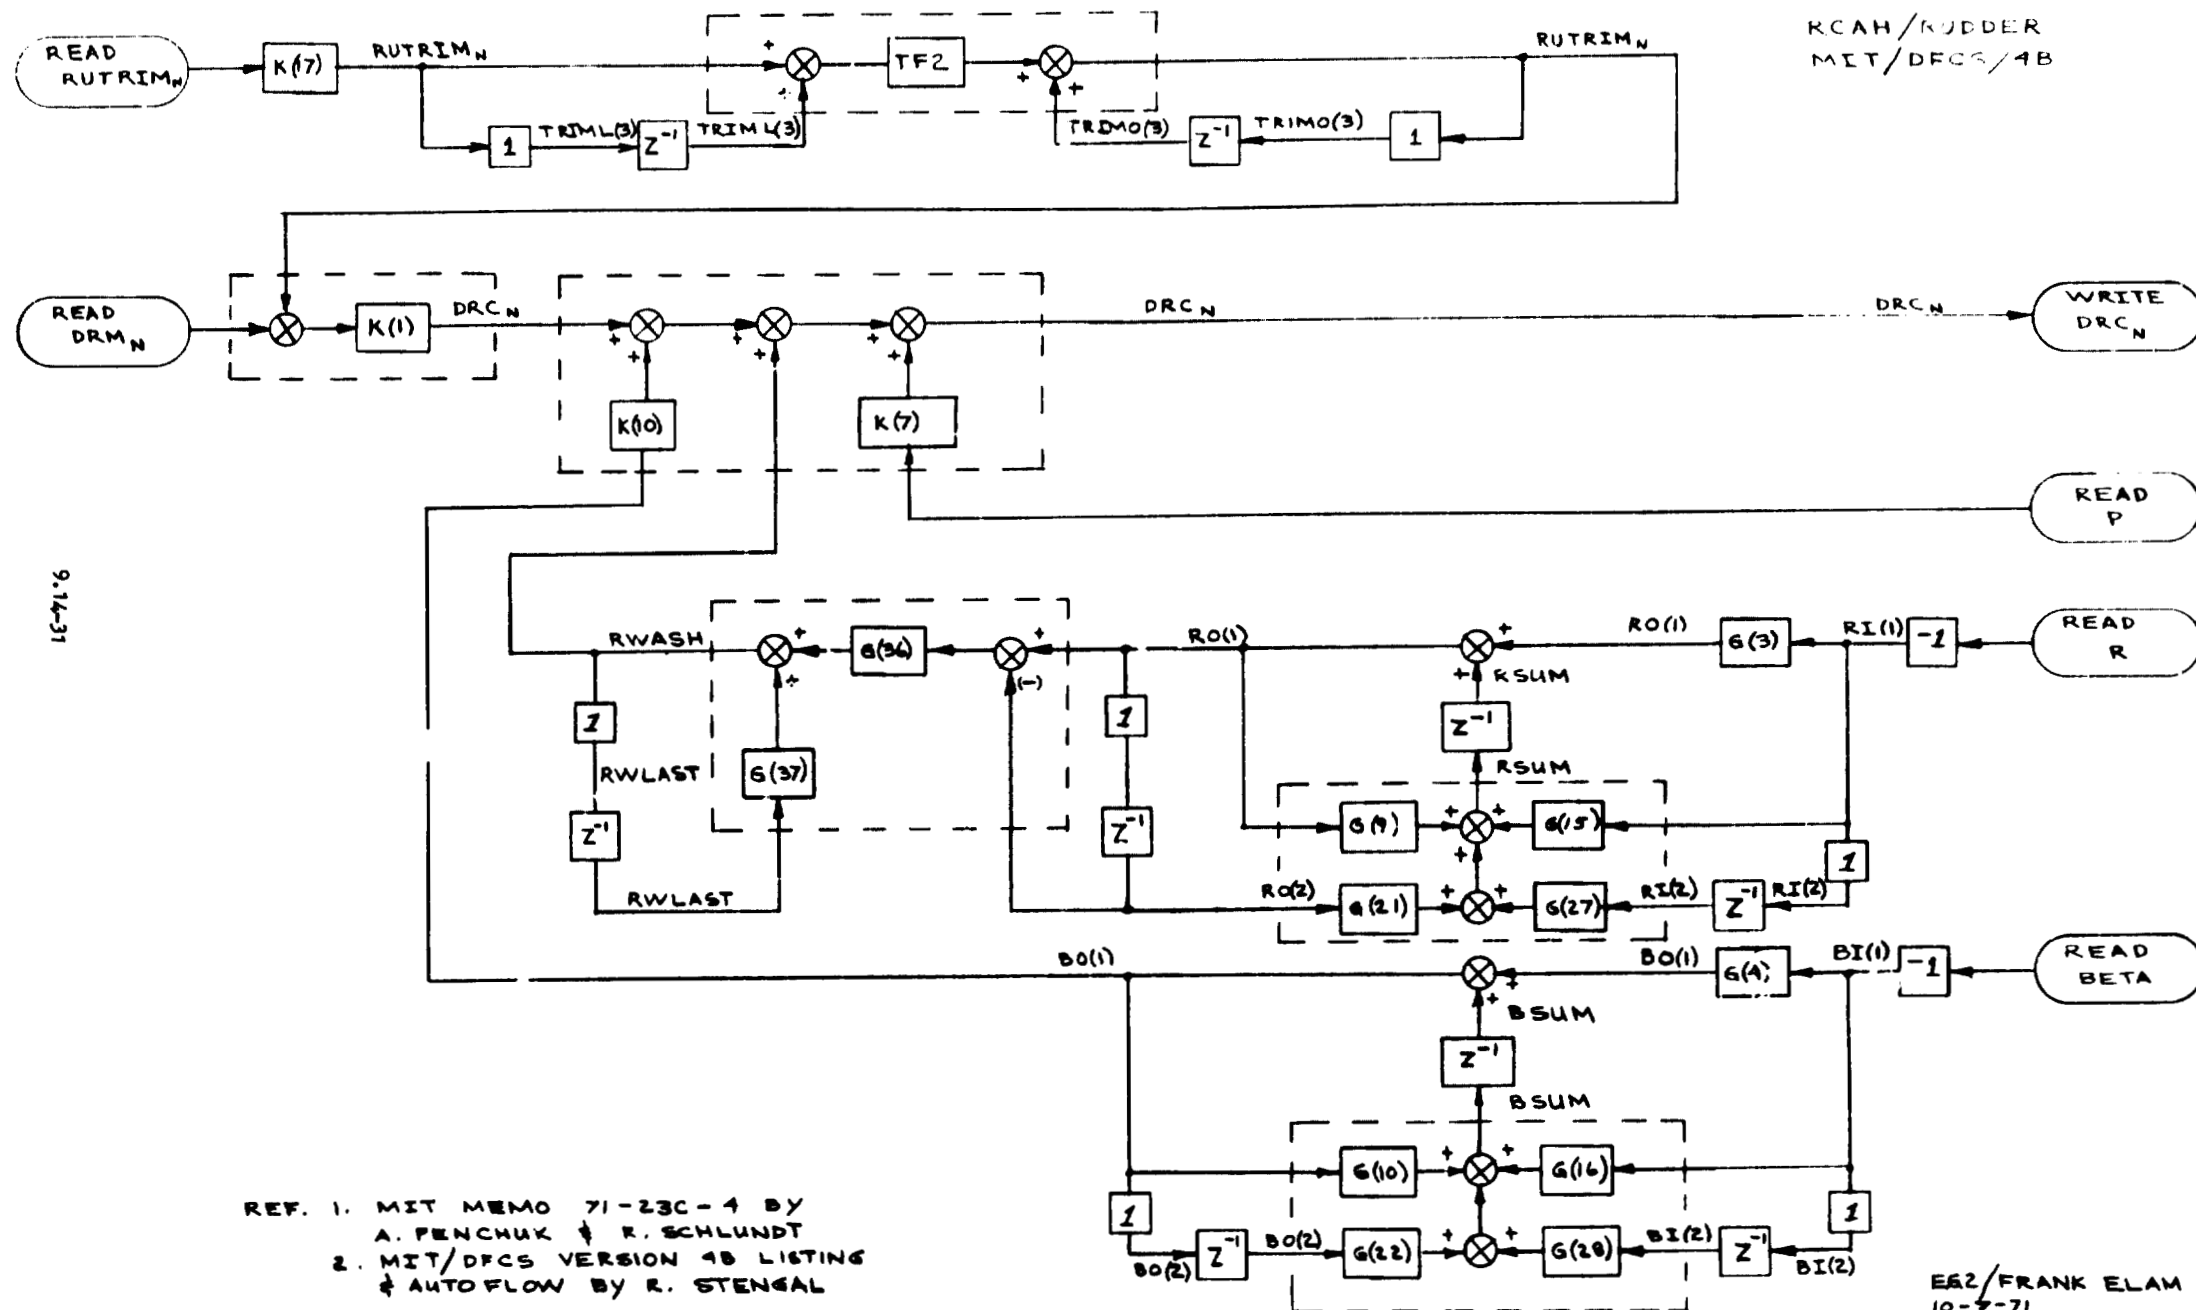 RCAH/RUDDER
MIT/DFCS/4B
READ
RUTRIM N
K(17)
RUTRIM N
+
TF2
+
RUTRIM N
+
+
1
TRIML(3)
Z⁻¹
TRIML(3)
TRIMO(3)
Z⁻¹
TRIMO(3)
1
READ
DRM N
K(1)
DRC N
+
+
+
+
+
+
K(10)
K(7)
DRC N
DRC N
WRITE
DRC N
READ
P
9.14-31
RWASH
+
+
G(36)
+
(-)
RO(1)
+
+
RSUM
RO(1)
G(3)
RI(1)
-1
READ
R
1
RWLAST
Z⁻¹
RWLAST
G(37)
1
Z⁻¹
Z⁻¹
RSUM
G(9)
+
+
G(15)
+
1
RO(2)
G(21)
+
+
G(27)
RI(2)
Z⁻¹
RI(2)
BO(1)
+
+
BO(1)
G(4)
BI(1)
-1
READ
BETA
BSUM
Z⁻¹
BSUM
G(10)
+
+
G(16)
1
1
BO(2)
Z⁻¹
BO(2)
G(22)
+
+
G(28)
BI(2)
Z⁻¹
BI(2)
REF. 1. MIT MEMO 71-23C-4 BY
A. PENCHUK & R. SCHLUNDT
2. MIT/DFCS VERSION 4B LISTING
& AUTOFLOW BY R. STENGAL
EG2/FRANK ELAM